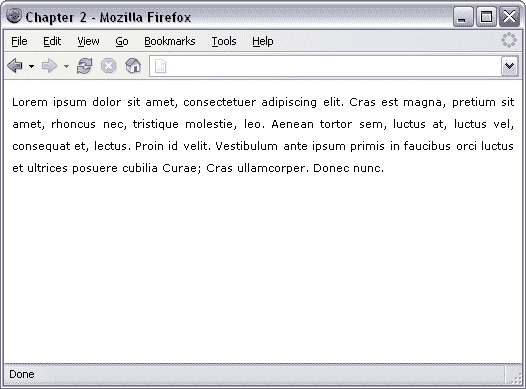 Chapter 2 - Mozilla Firefox
File Edit View Go Bookmarks Tools Help
Lorem ipsum dolor sit amet, consectetuer adipiscing elit. Cras est magna, pretium sit
amet, rhoncus nec, tristique molestie, leo. Aenean tortor sem, luctus at, luctus vel,
consequat et, lectus. Proin id velit. Vestibulum ante ipsum primis in faucibus orci luctus
et ultrices posuere cubilia Curae; Cras ullamcorper. Donec nunc.
Done